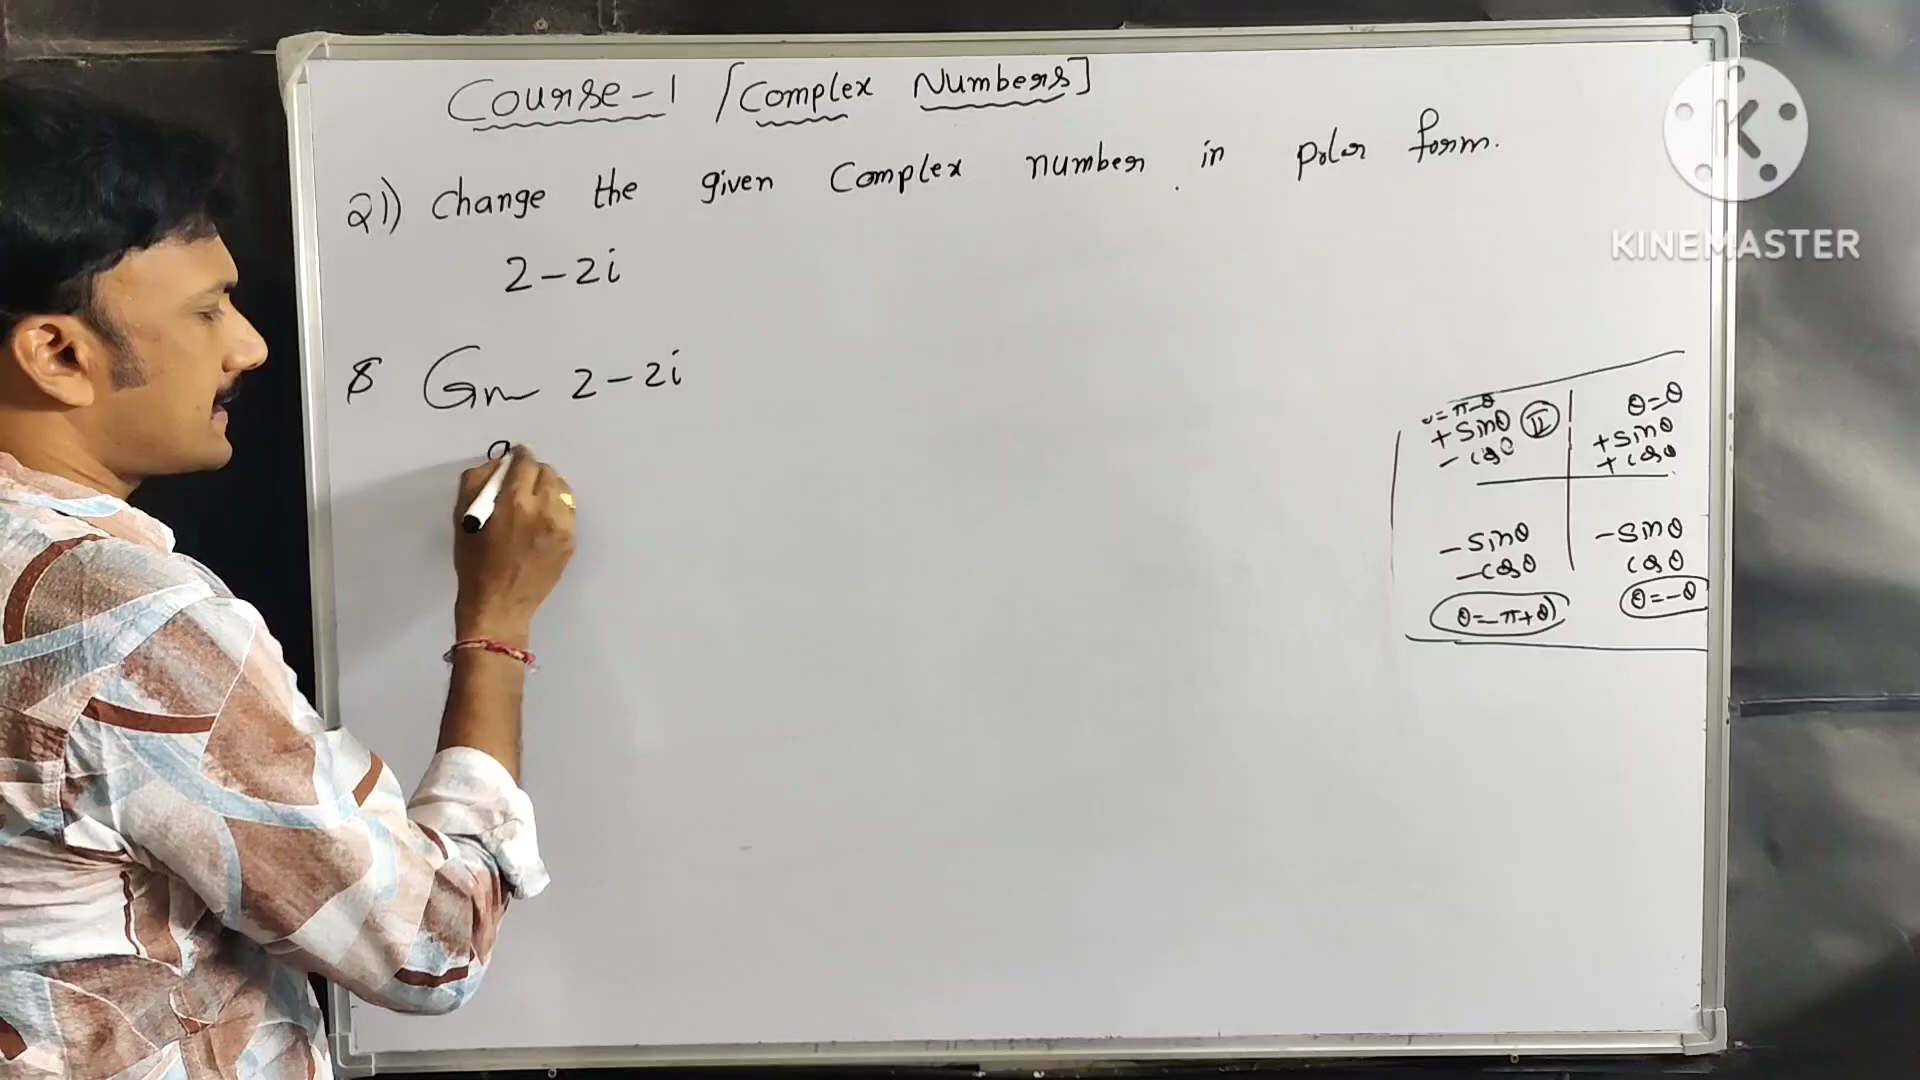 Course-1 [Complex Numbers]
21) Change the given Complex number in polar form.
2-2i
Gn 2-2i
=π-θ
+sinθ II
-cosθ
θ=θ
+sinθ
+cosθ
-sinθ
-cosθ
θ=-π+θ
-sinθ
cosθ
θ=-θ
K
KINEMASTER